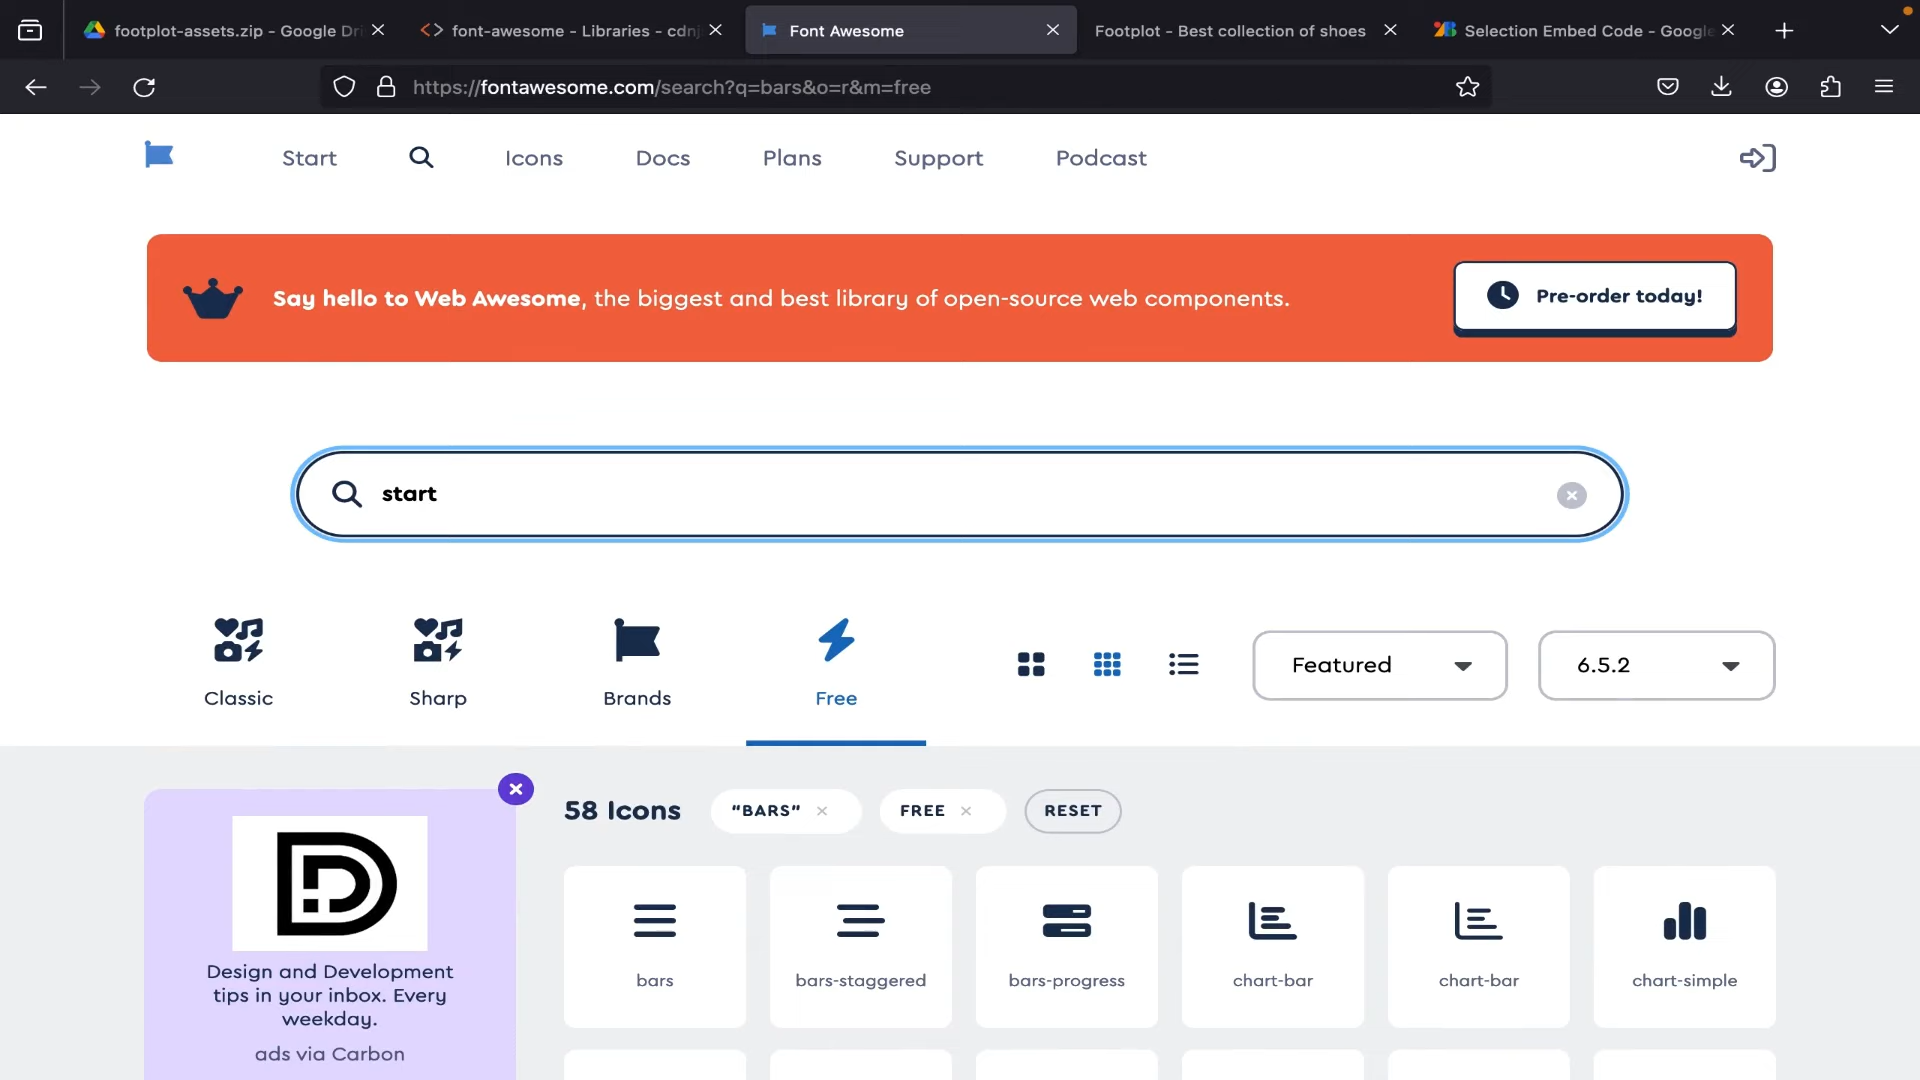 footplot-assets.zip - Google Dri
font-awesome - Libraries - cdnj
Font Awesome
Footplot - Best collection of shoes
Selection Embed Code - Google
https://fontawesome.com/search?q=bars&o=r&m=free
Start
Icons
Docs
Plans
Support
Podcast
Say hello to Web Awesome, the biggest and best library of open-source web components.
Pre-order today!
start
Classic
Sharp
Brands
Free
Featured
6.5.2
58 Icons
"BARS"
FREE
RESET
bars
bars-staggered
bars-progress
chart-bar
chart-bar
chart-simple
Design and Development
tips in your inbox. Every
weekday.
ads via Carbon